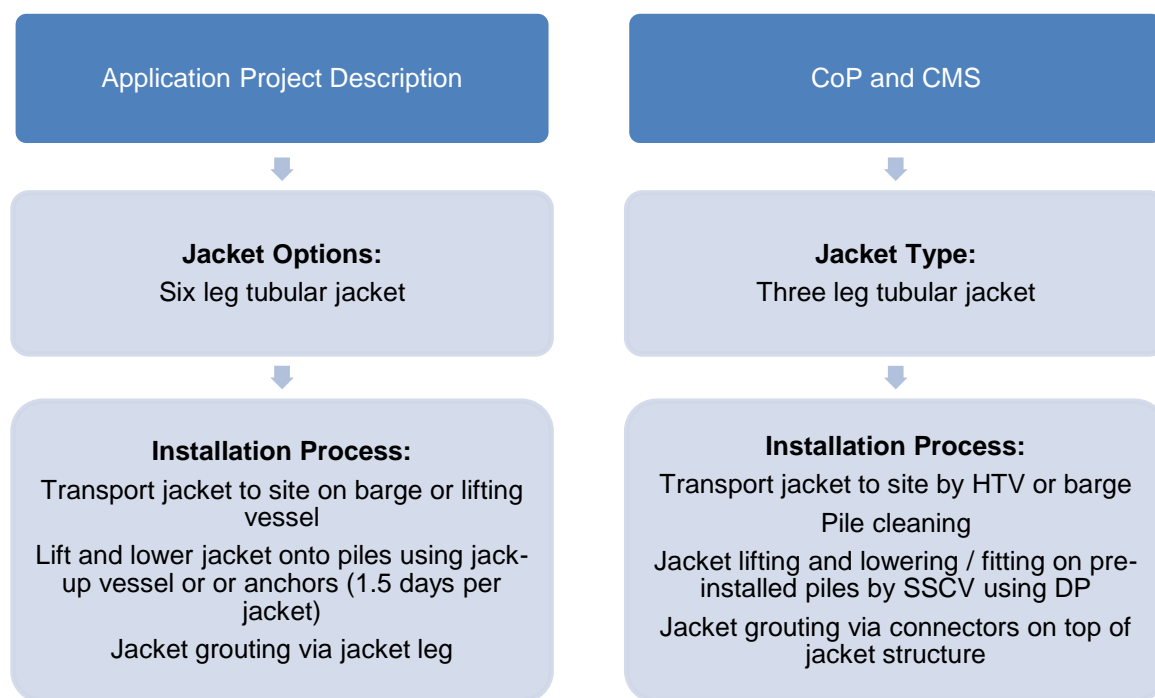 Application Project Description
Jacket Options:
Six leg tubular jacket
Installation Process:
Transport jacket to site on barge or lifting
vessel
Lift and lower jacket onto piles using jack-
up vessel or or anchors (1.5 days per
jacket)
Jacket grouting via jacket leg
CoP and CMS
Jacket Type:
Three leg tubular jacket
Installation Process:
Transport jacket to site by HTV or barge
Pile cleaning
Jacket lifting and lowering / fitting on pre-
installed piles by SSCV using DP
Jacket grouting via connectors on top of
jacket structure